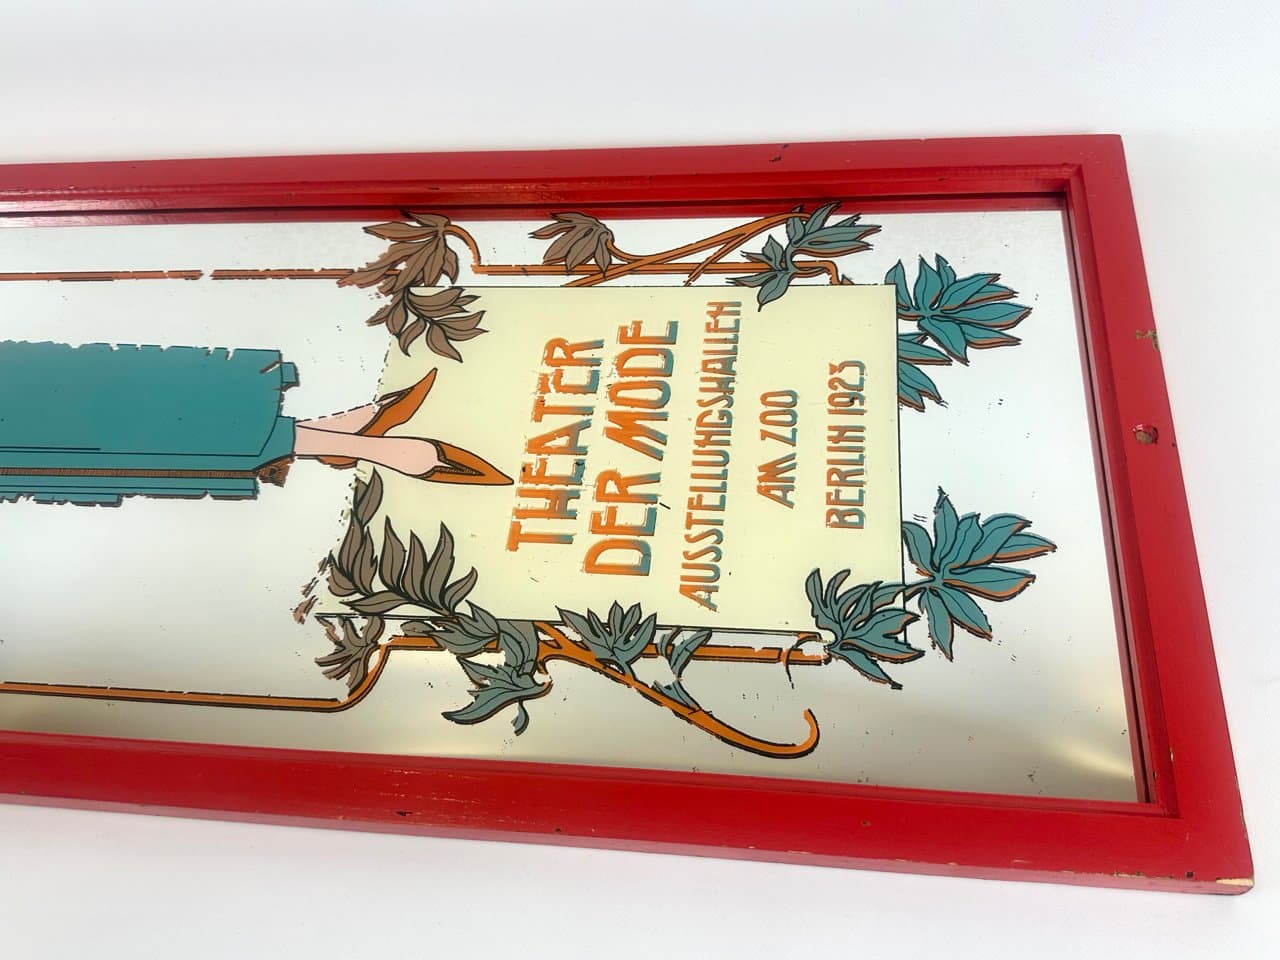 THEATER
DER MODE
AUSSTELLUNGSHALLEN
AM ZOO
BERLIN 1923